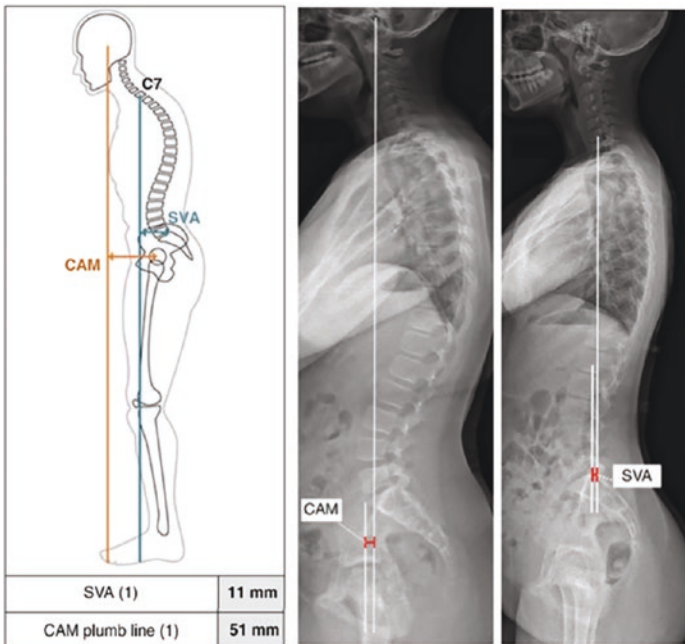 C7
SVA
CAM
SVA (1) 11 mm
CAM plumb line (1) 51 mm
CAM
SVA